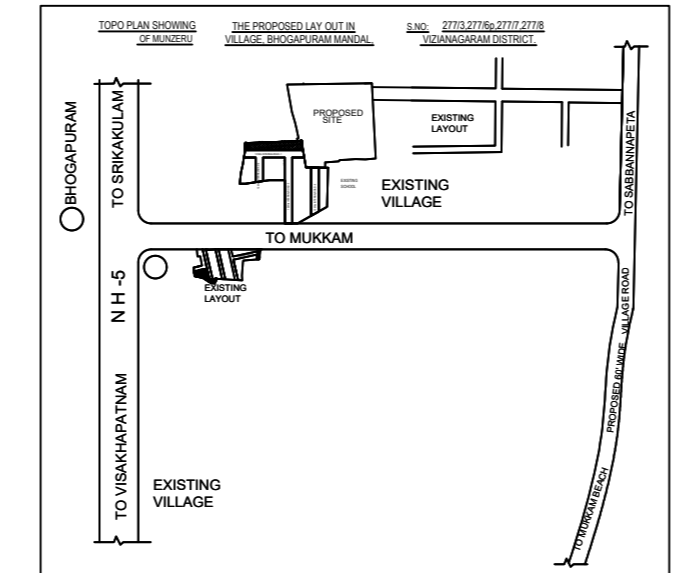 TOPO PLAN SHOWING THE PROPOSED LAY OUT IN S.NO: 277/3,277/6p,277/7,277/8
OF MUNZERU VILLAGE, BHOGAPURAM MANDAL, VIZIANAGARAM DISTRICT.
BHOGAPURAM
TO SRIKAKULAM
PROPOSED
SITE
EXISTING
LAYOUT
TO SABBANNAPETA
EXISTING
SCHOOL
EXISTING
VILLAGE
TO MUKKAM
N H -5
EXISTING
LAYOUT
PROPOSED 60' WIDE VILLAGE ROAD
TO VISAKHAPATNAM
EXISTING
VILLAGE
TO MUKKAM BEACH